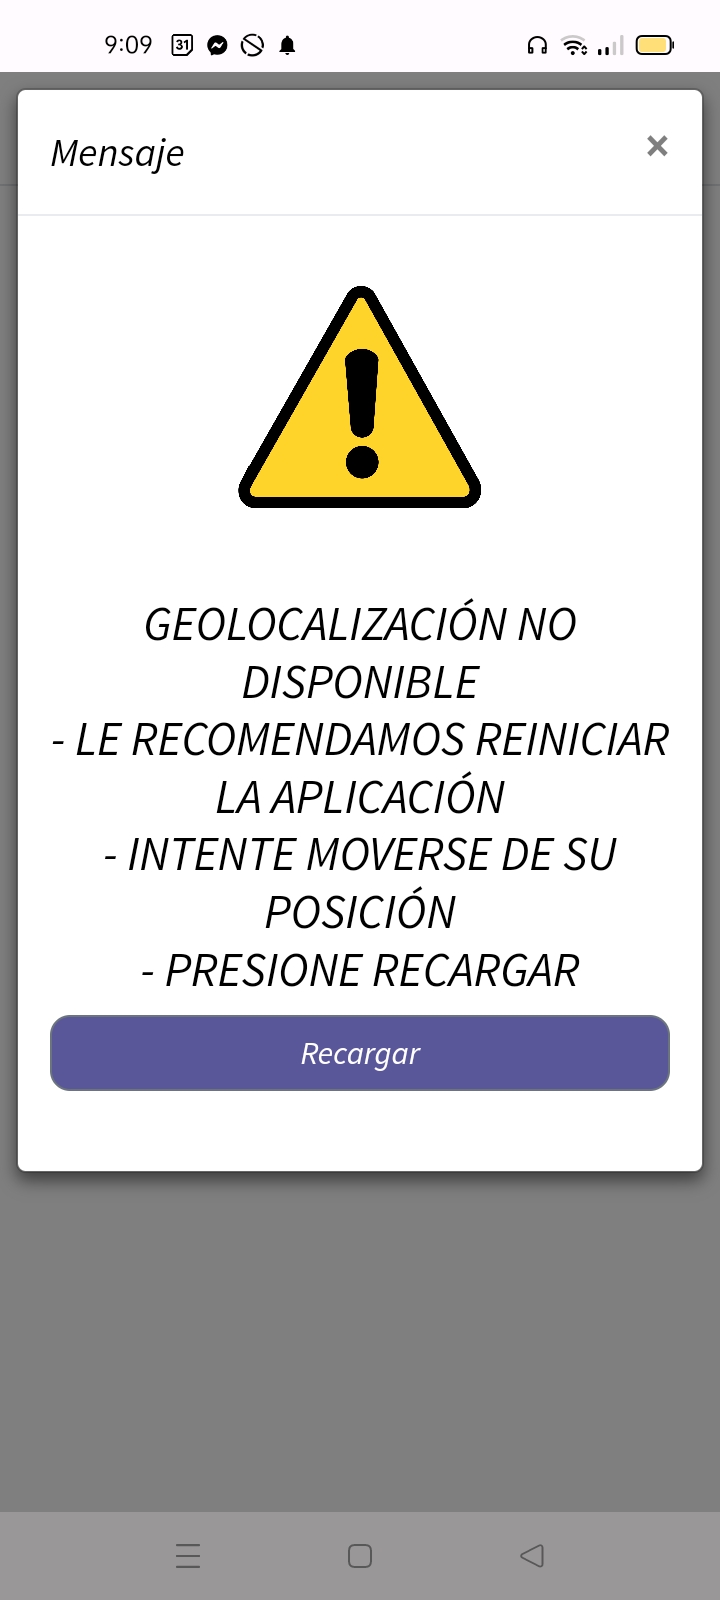 9:09
31
Mensaje
×
GEOLOCALIZACIÓN NO
DISPONIBLE
- LE RECOMENDAMOS REINICIAR
LA APLICACIÓN
- INTENTE MOVERSE DE SU
POSICIÓN
- PRESIONE RECARGAR
Recargar